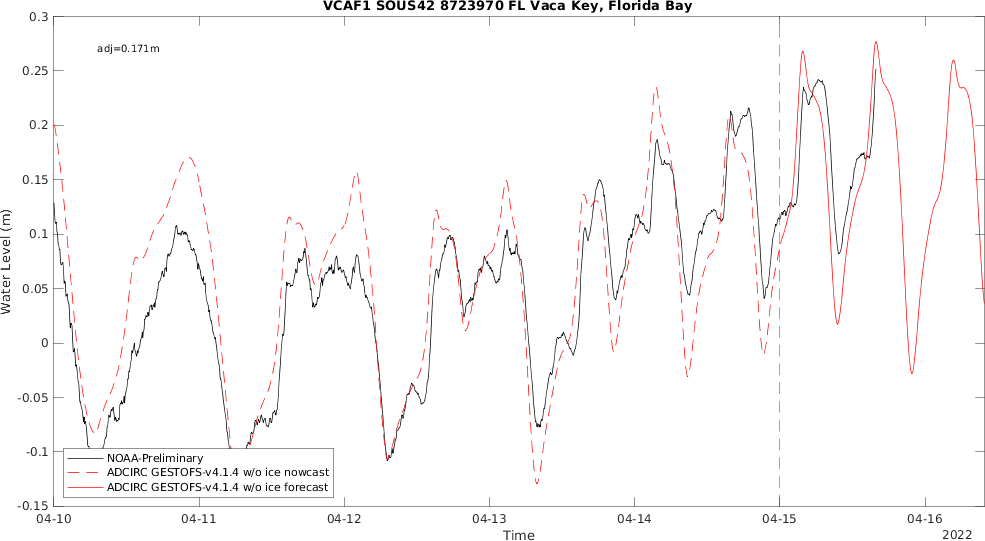 VCAF1 SOUS42 8723970 FL Vaca Key, Florida Bay
adj=0.171m
0.3
0.25
0.2
0.15
0.1
0.05
0
-0.05
-0.1
-0.15
Water Level (m)
NOAA-Preliminary
ADCIRC GESTOFS-v4.1.4 w/o ice nowcast
ADCIRC GESTOFS-v4.1.4 w/o ice forecast
04-10 04-11 04-12 04-13 04-14 04-15 04-16
Time
2022